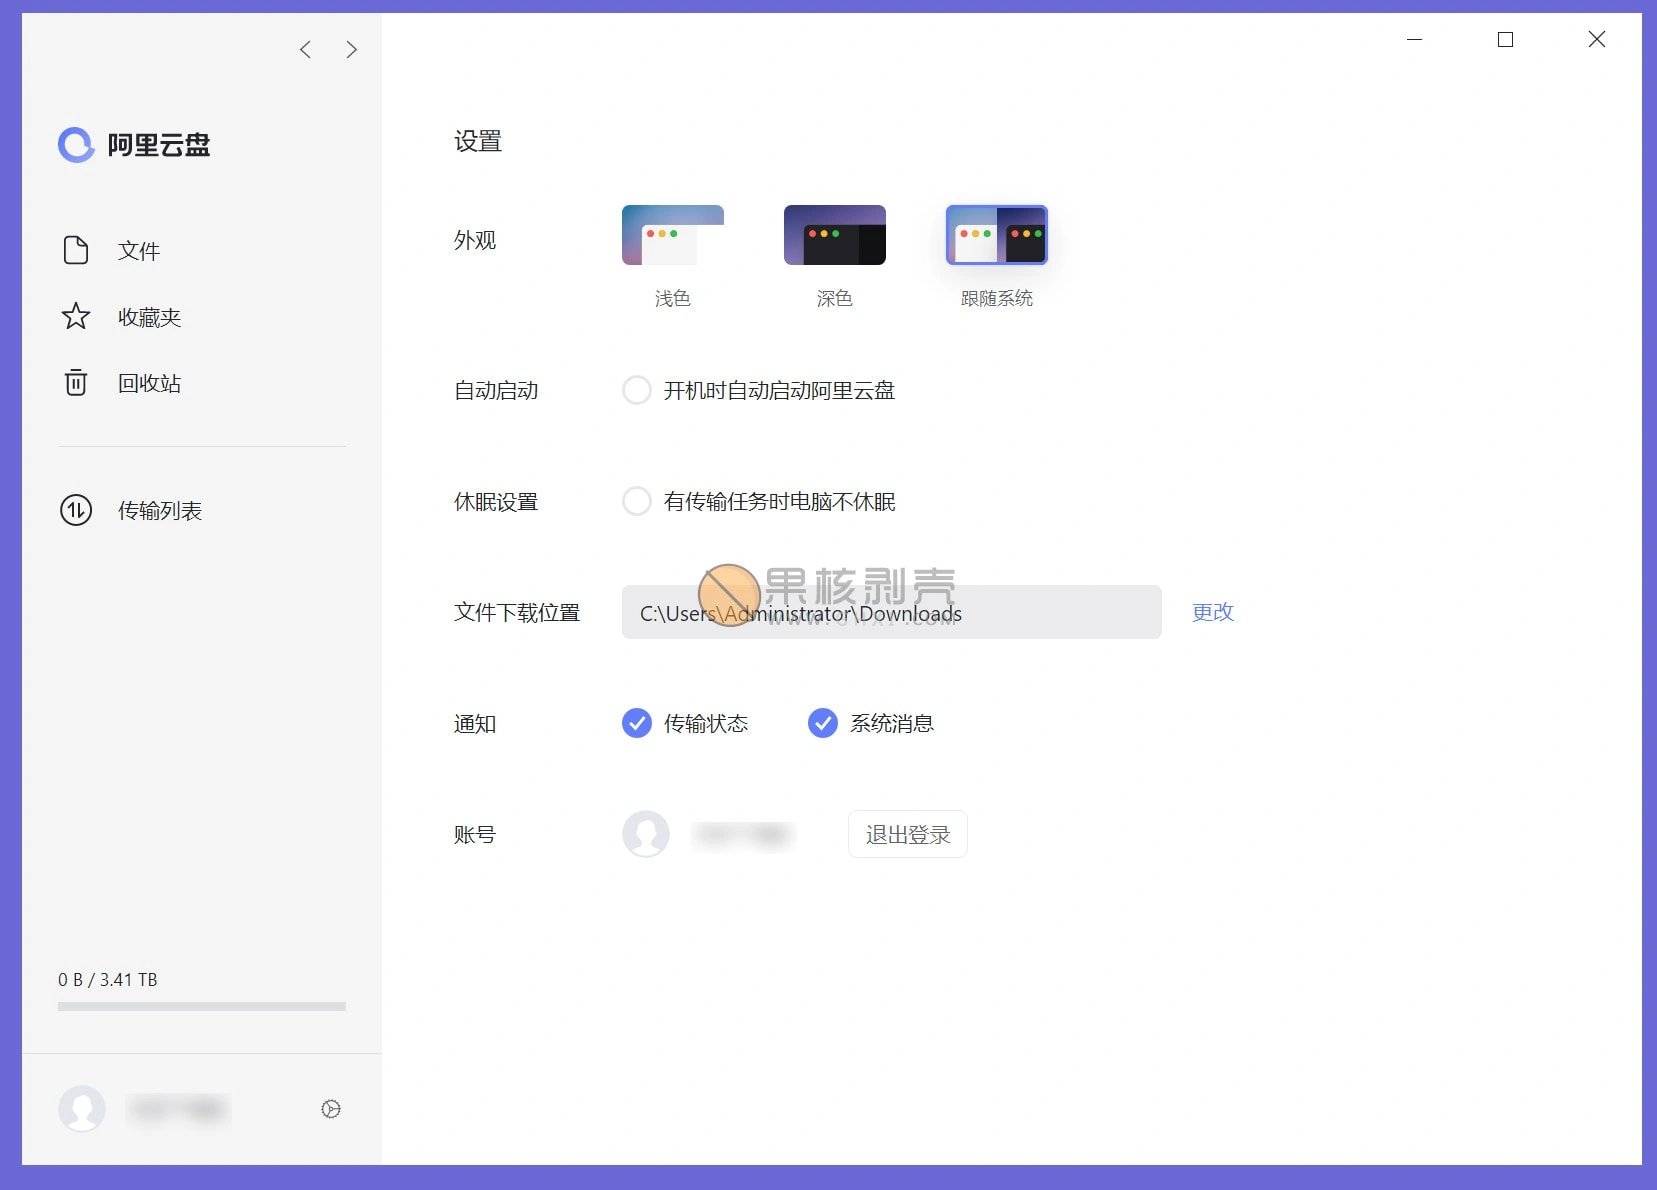 阿里云盘
文件
收藏夹
回收站
传输列表
0 B / 3.41 TB
设置
外观
浅色
深色
跟随系统
自动启动
开机时自动启动阿里云盘
休眠设置
有传输任务时电脑不休眠
果核剥壳
WWW.GHXI.COM
文件下载位置
C:\Users\Administrator\Downloads
更改
通知
传输状态
系统消息
账号
退出登录